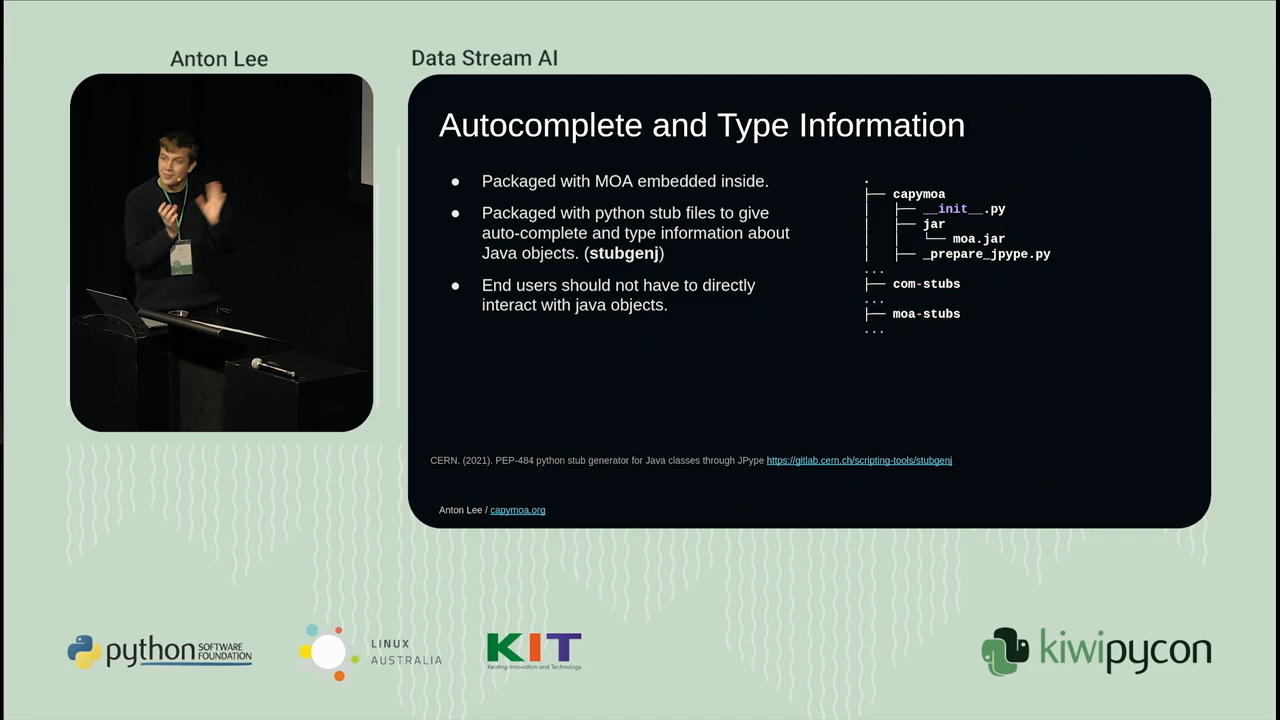 Anton Lee
Data Stream AI
Autocomplete and Type Information
● Packaged with MOA embedded inside.
● Packaged with python stub files to give
auto-complete and type information about
Java objects. (stubgenj)
● End users should not have to directly
interact with java objects.
.
├── capymoa
│   ├── __init__.py
│   ├── jar
│   │   └── moa.jar
│   ├── _prepare_jpype.py
...
├── com-stubs
...
├── moa-stubs
...
CERN. (2021). PEP-484 python stub generator for Java classes through JPype https://gitlab.cern.ch/scripting-tools/stubgenj
Anton Lee / capymoa.org
python SOFTWARE
FOUNDATION
LINUX
AUSTRALIA
KIT
Keating Innovation and Technology
kiwipycon